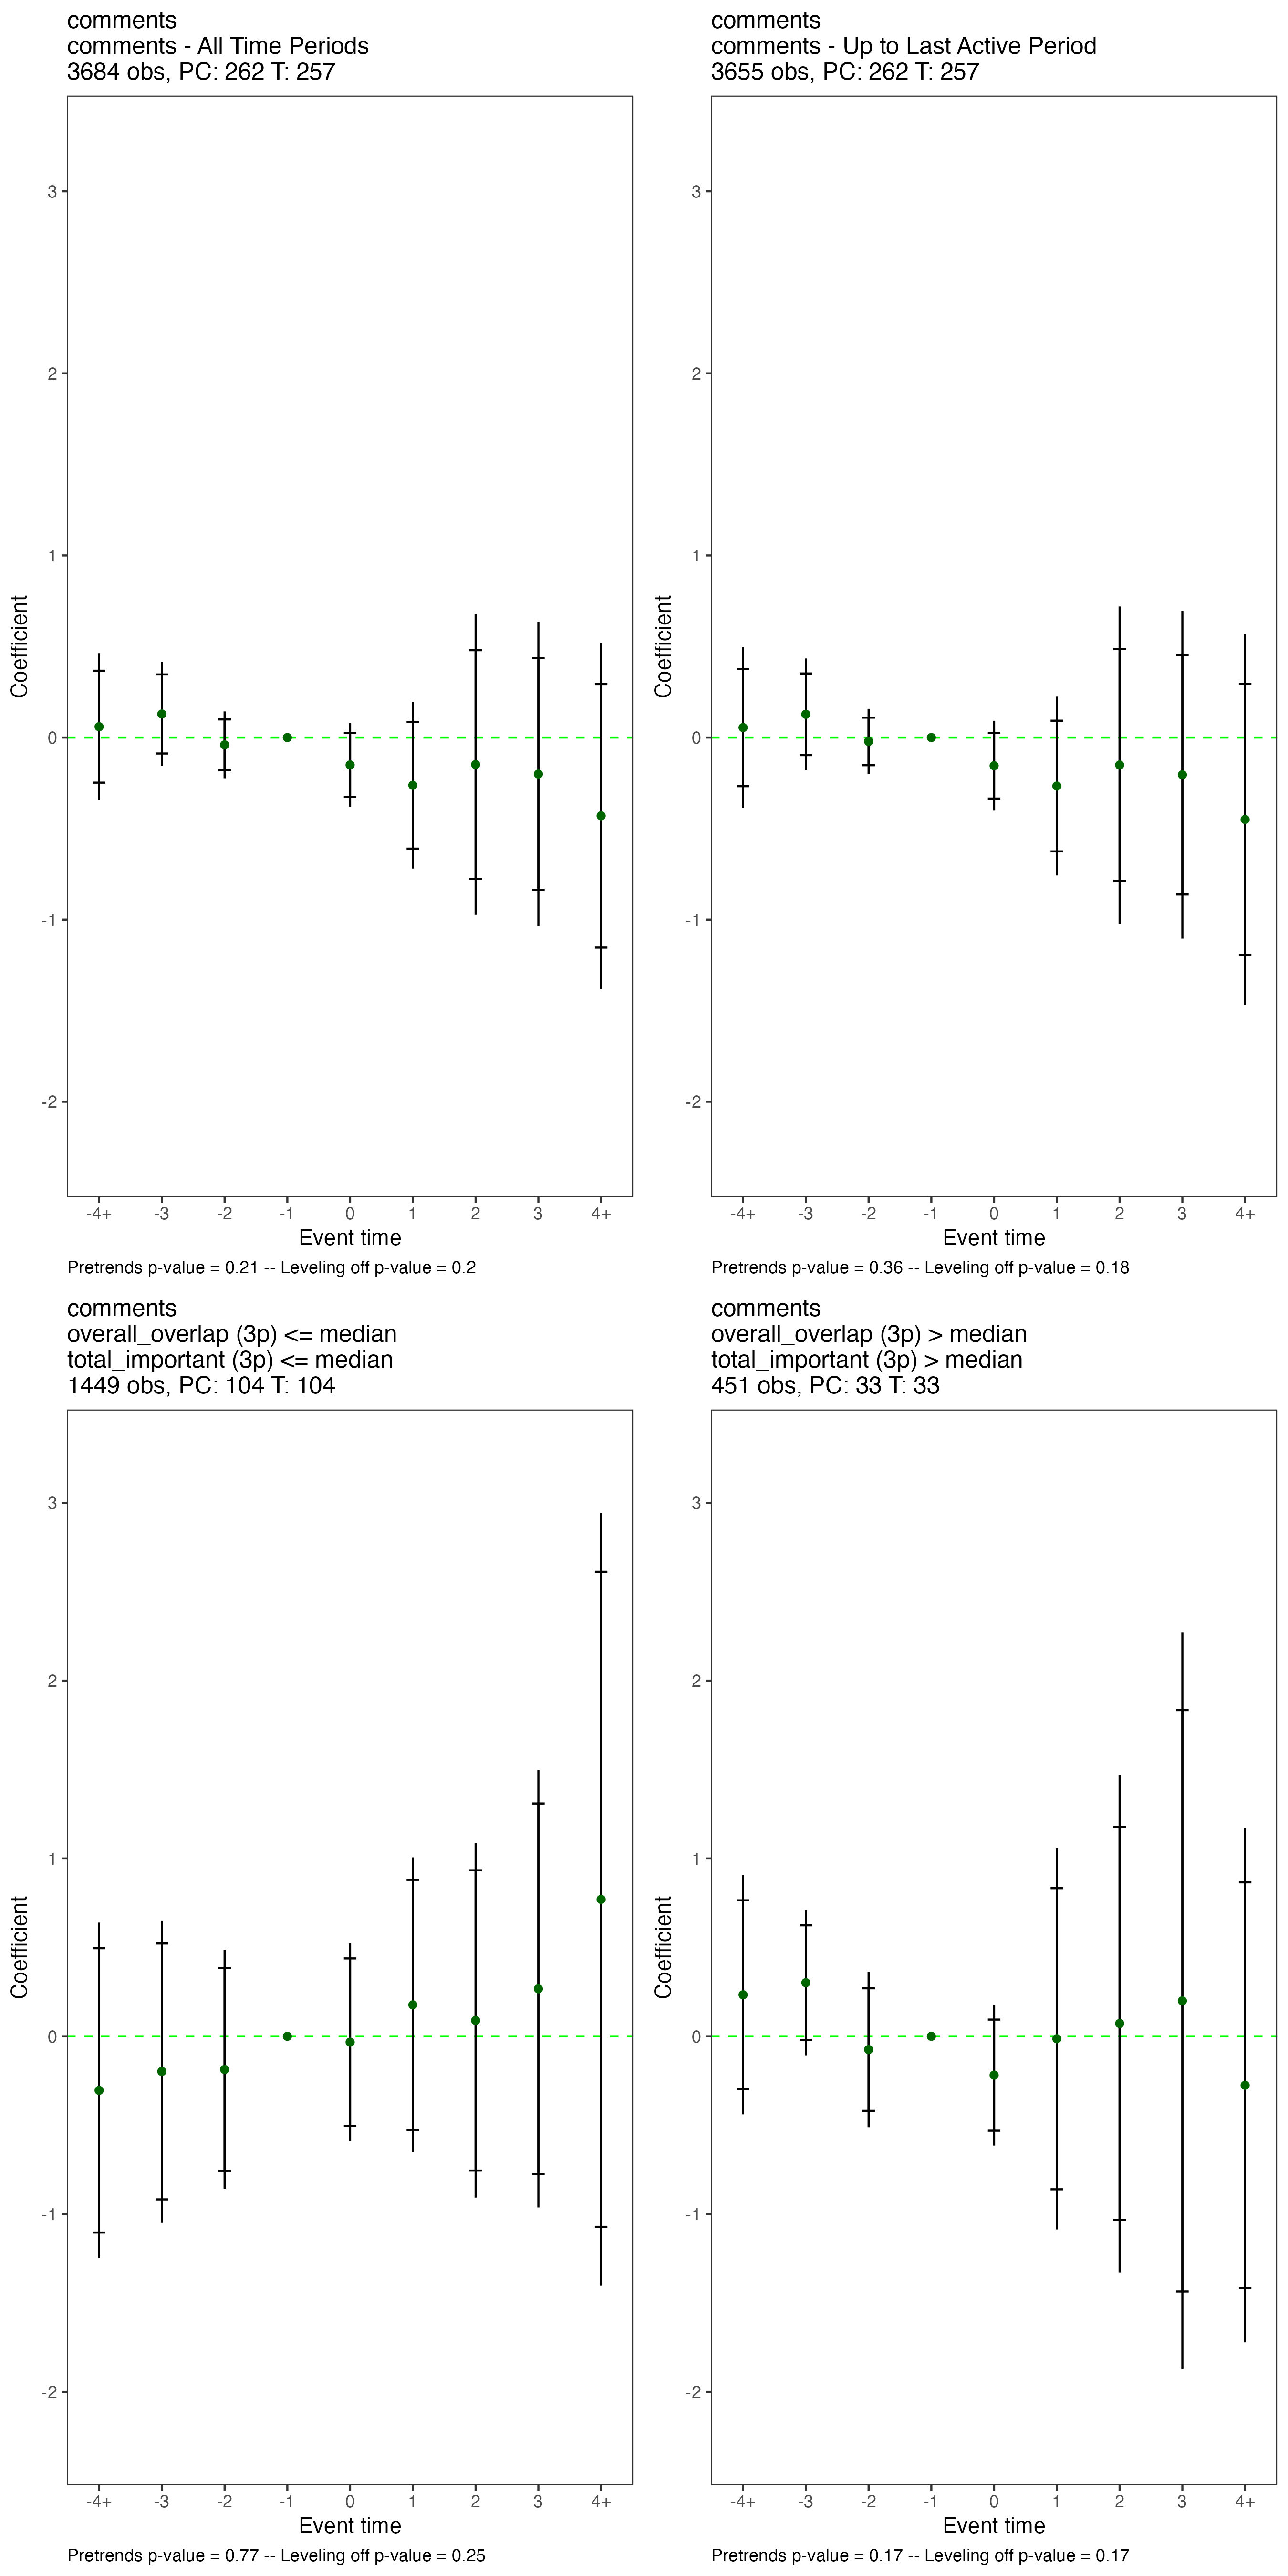 comments
comments - All Time Periods
3684 obs, PC: 262 T: 257
3
2
1
0
-1
-2
Coefficient
-4+ -3 -2 -1 0 1 2 3 4+
Event time
Pretrends p-value = 0.21 -- Leveling off p-value = 0.2
comments
comments - Up to Last Active Period
3655 obs, PC: 262 T: 257
3
2
1
0
-1
-2
Coefficient
-4+ -3 -2 -1 0 1 2 3 4+
Event time
Pretrends p-value = 0.36 -- Leveling off p-value = 0.18
comments
overall_overlap (3p) <= median
total_important (3p) <= median
1449 obs, PC: 104 T: 104
3
2
1
0
-1
-2
Coefficient
-4+ -3 -2 -1 0 1 2 3 4+
Event time
Pretrends p-value = 0.77 -- Leveling off p-value = 0.25
comments
overall_overlap (3p) > median
total_important (3p) > median
451 obs, PC: 33 T: 33
3
2
1
0
-1
-2
Coefficient
-4+ -3 -2 -1 0 1 2 3 4+
Event time
Pretrends p-value = 0.17 -- Leveling off p-value = 0.17